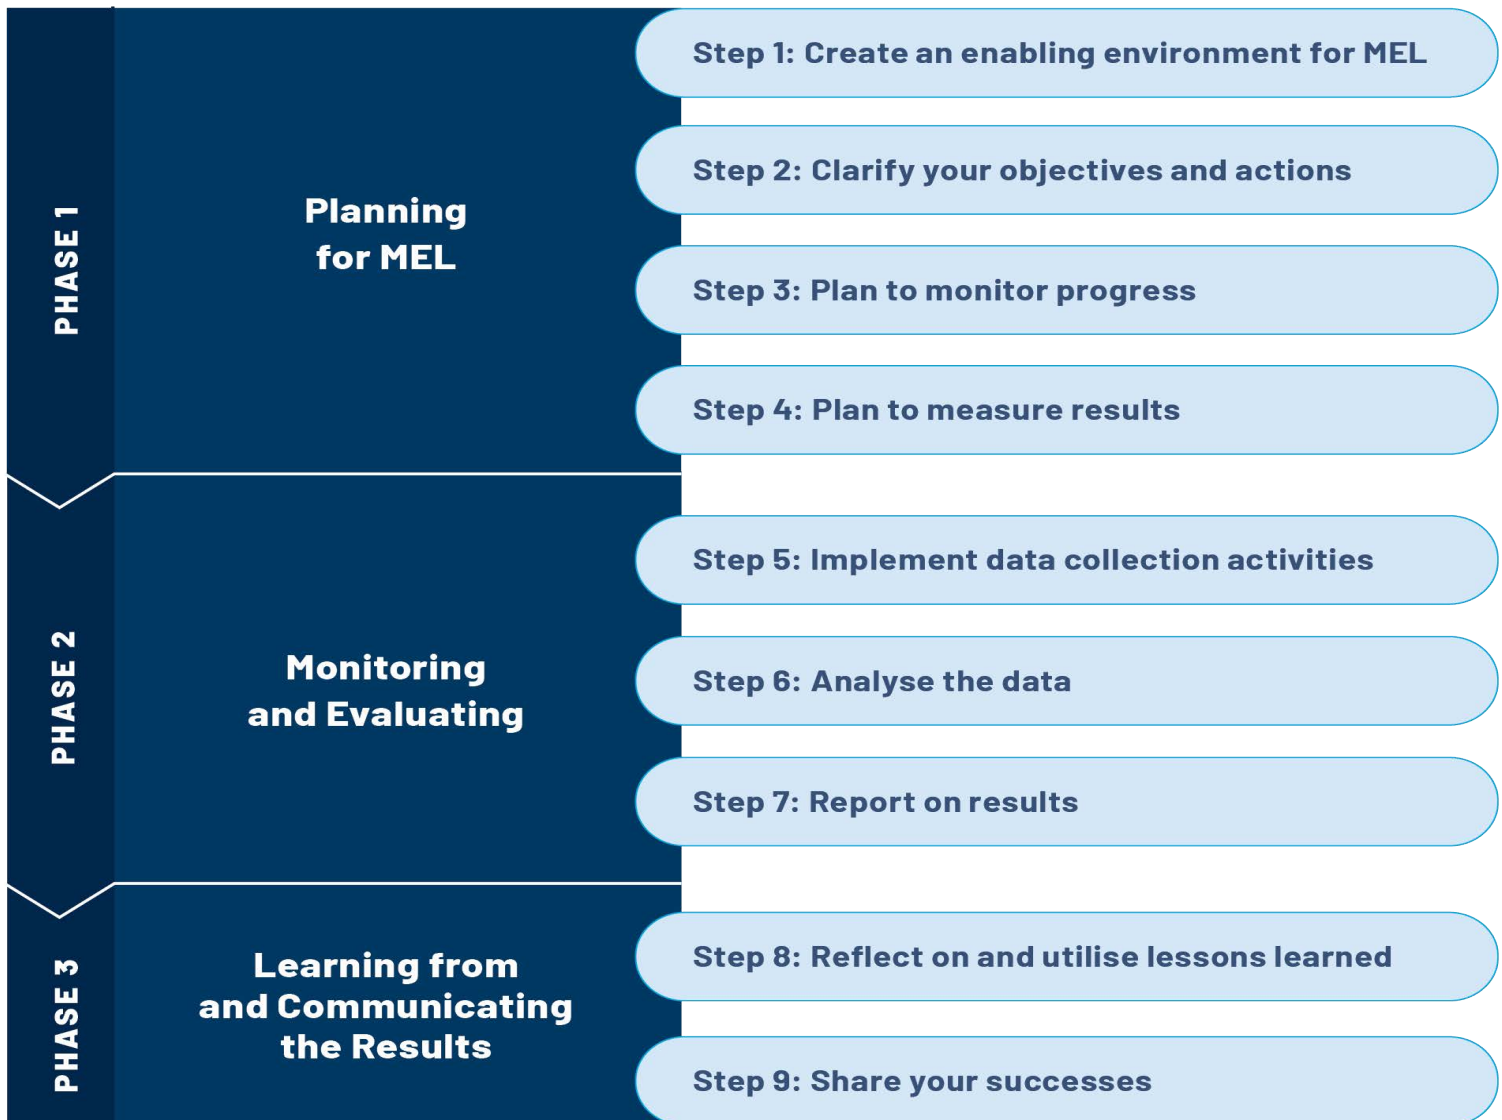 PHASE 1
Planning
for MEL
Step 1: Create an enabling environment for MEL
Step 2: Clarify your objectives and actions
Step 3: Plan to monitor progress
Step 4: Plan to measure results
PHASE 2
Monitoring
and Evaluating
Step 5: Implement data collection activities
Step 6: Analyse the data
Step 7: Report on results
PHASE 3
Learning from
and Communicating
the Results
Step 8: Reflect on and utilise lessons learned
Step 9: Share your successes